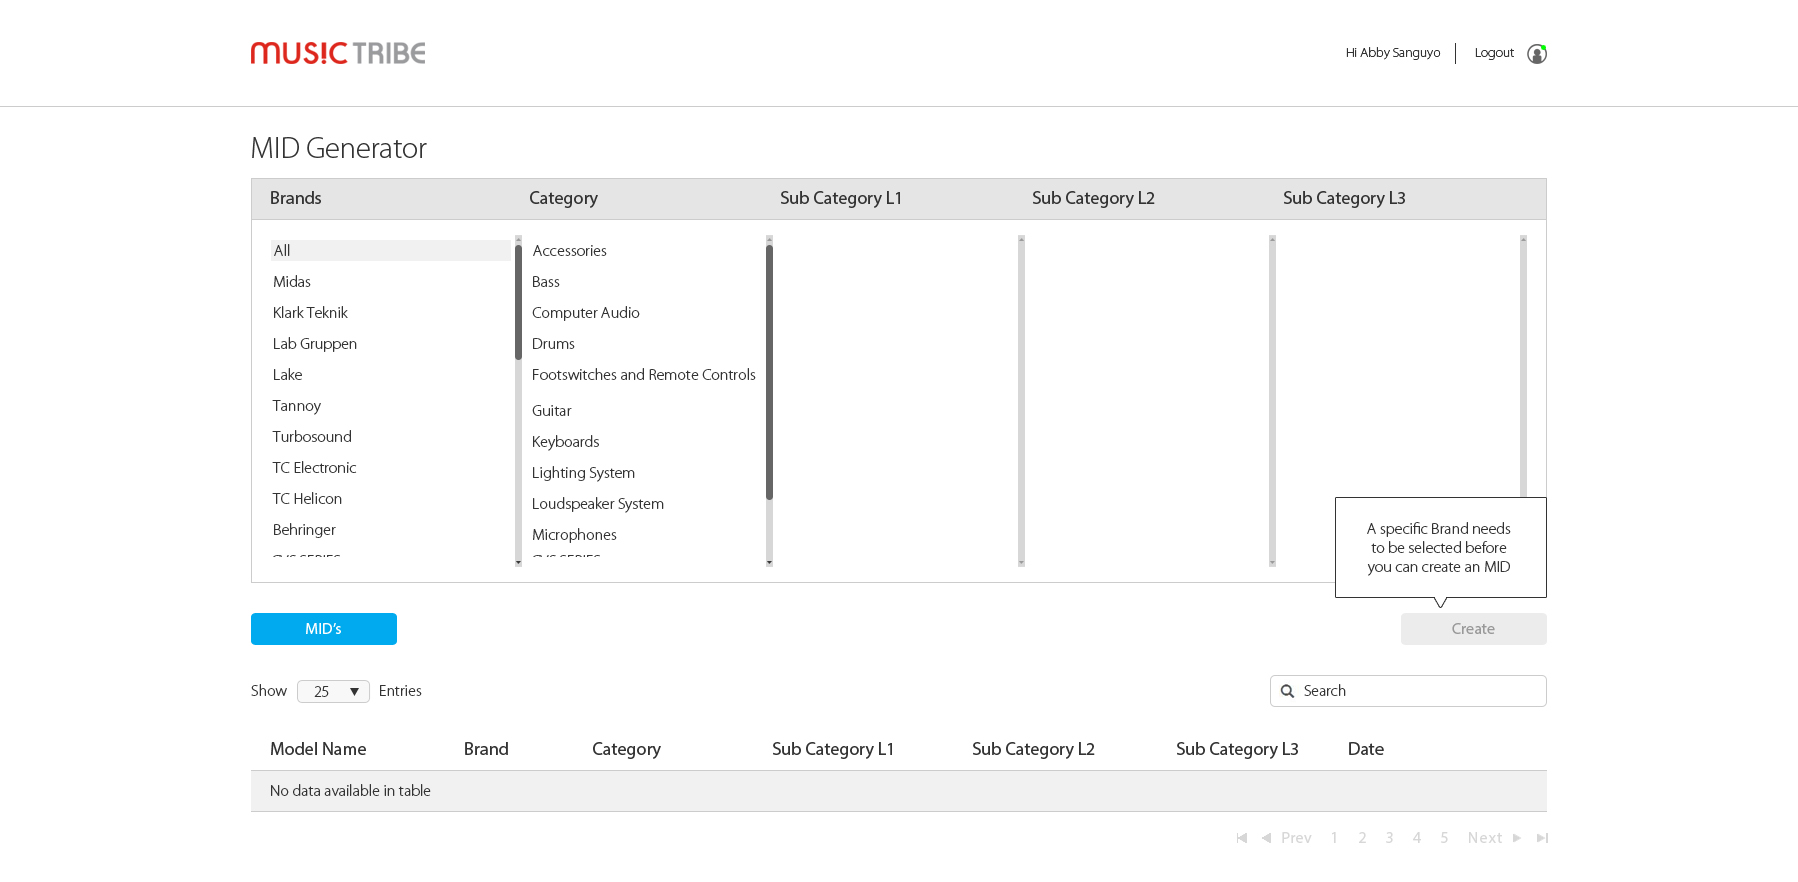 MUSIC TRIBE
Hi Abby Sanguyo
Logout
MID Generator
Brands
Category
Sub Category L1
Sub Category L2
Sub Category L3
All
Midas
Klark Teknik
Lab Gruppen
Lake
Tannoy
Turbosound
TC Electronic
TC Helicon
Behringer
Accessories
Bass
Computer Audio
Drums
Footswitches and Remote Controls
Guitar
Keyboards
Lighting System
Loudspeaker System
Microphones
A specific Brand needs
to be selected before
you can create an MID
MID's
Create
Show 25 Entries
Search
Model Name
Brand
Category
Sub Category L1
Sub Category L2
Sub Category L3
Date
No data available in table
Prev 1 2 3 4 5 Next